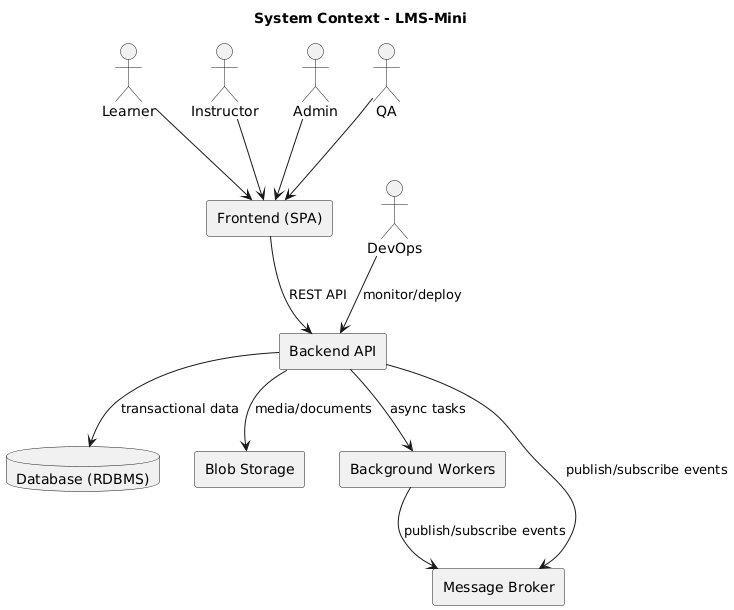 System Context - LMS-Mini
Learner
Instructor
Admin
QA
Frontend (SPA)
DevOps
REST API
monitor/deploy
Backend API
transactional data
media/documents
async tasks
Database (RDBMS)
Blob Storage
Background Workers
publish/subscribe events
publish/subscribe events
Message Broker